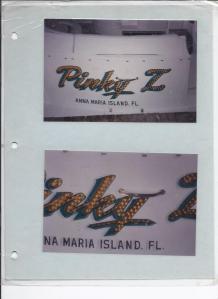 Pinky I
ANNA MARIA ISLAND, FL.
inky I
NA MARIA ISLAND, FL.